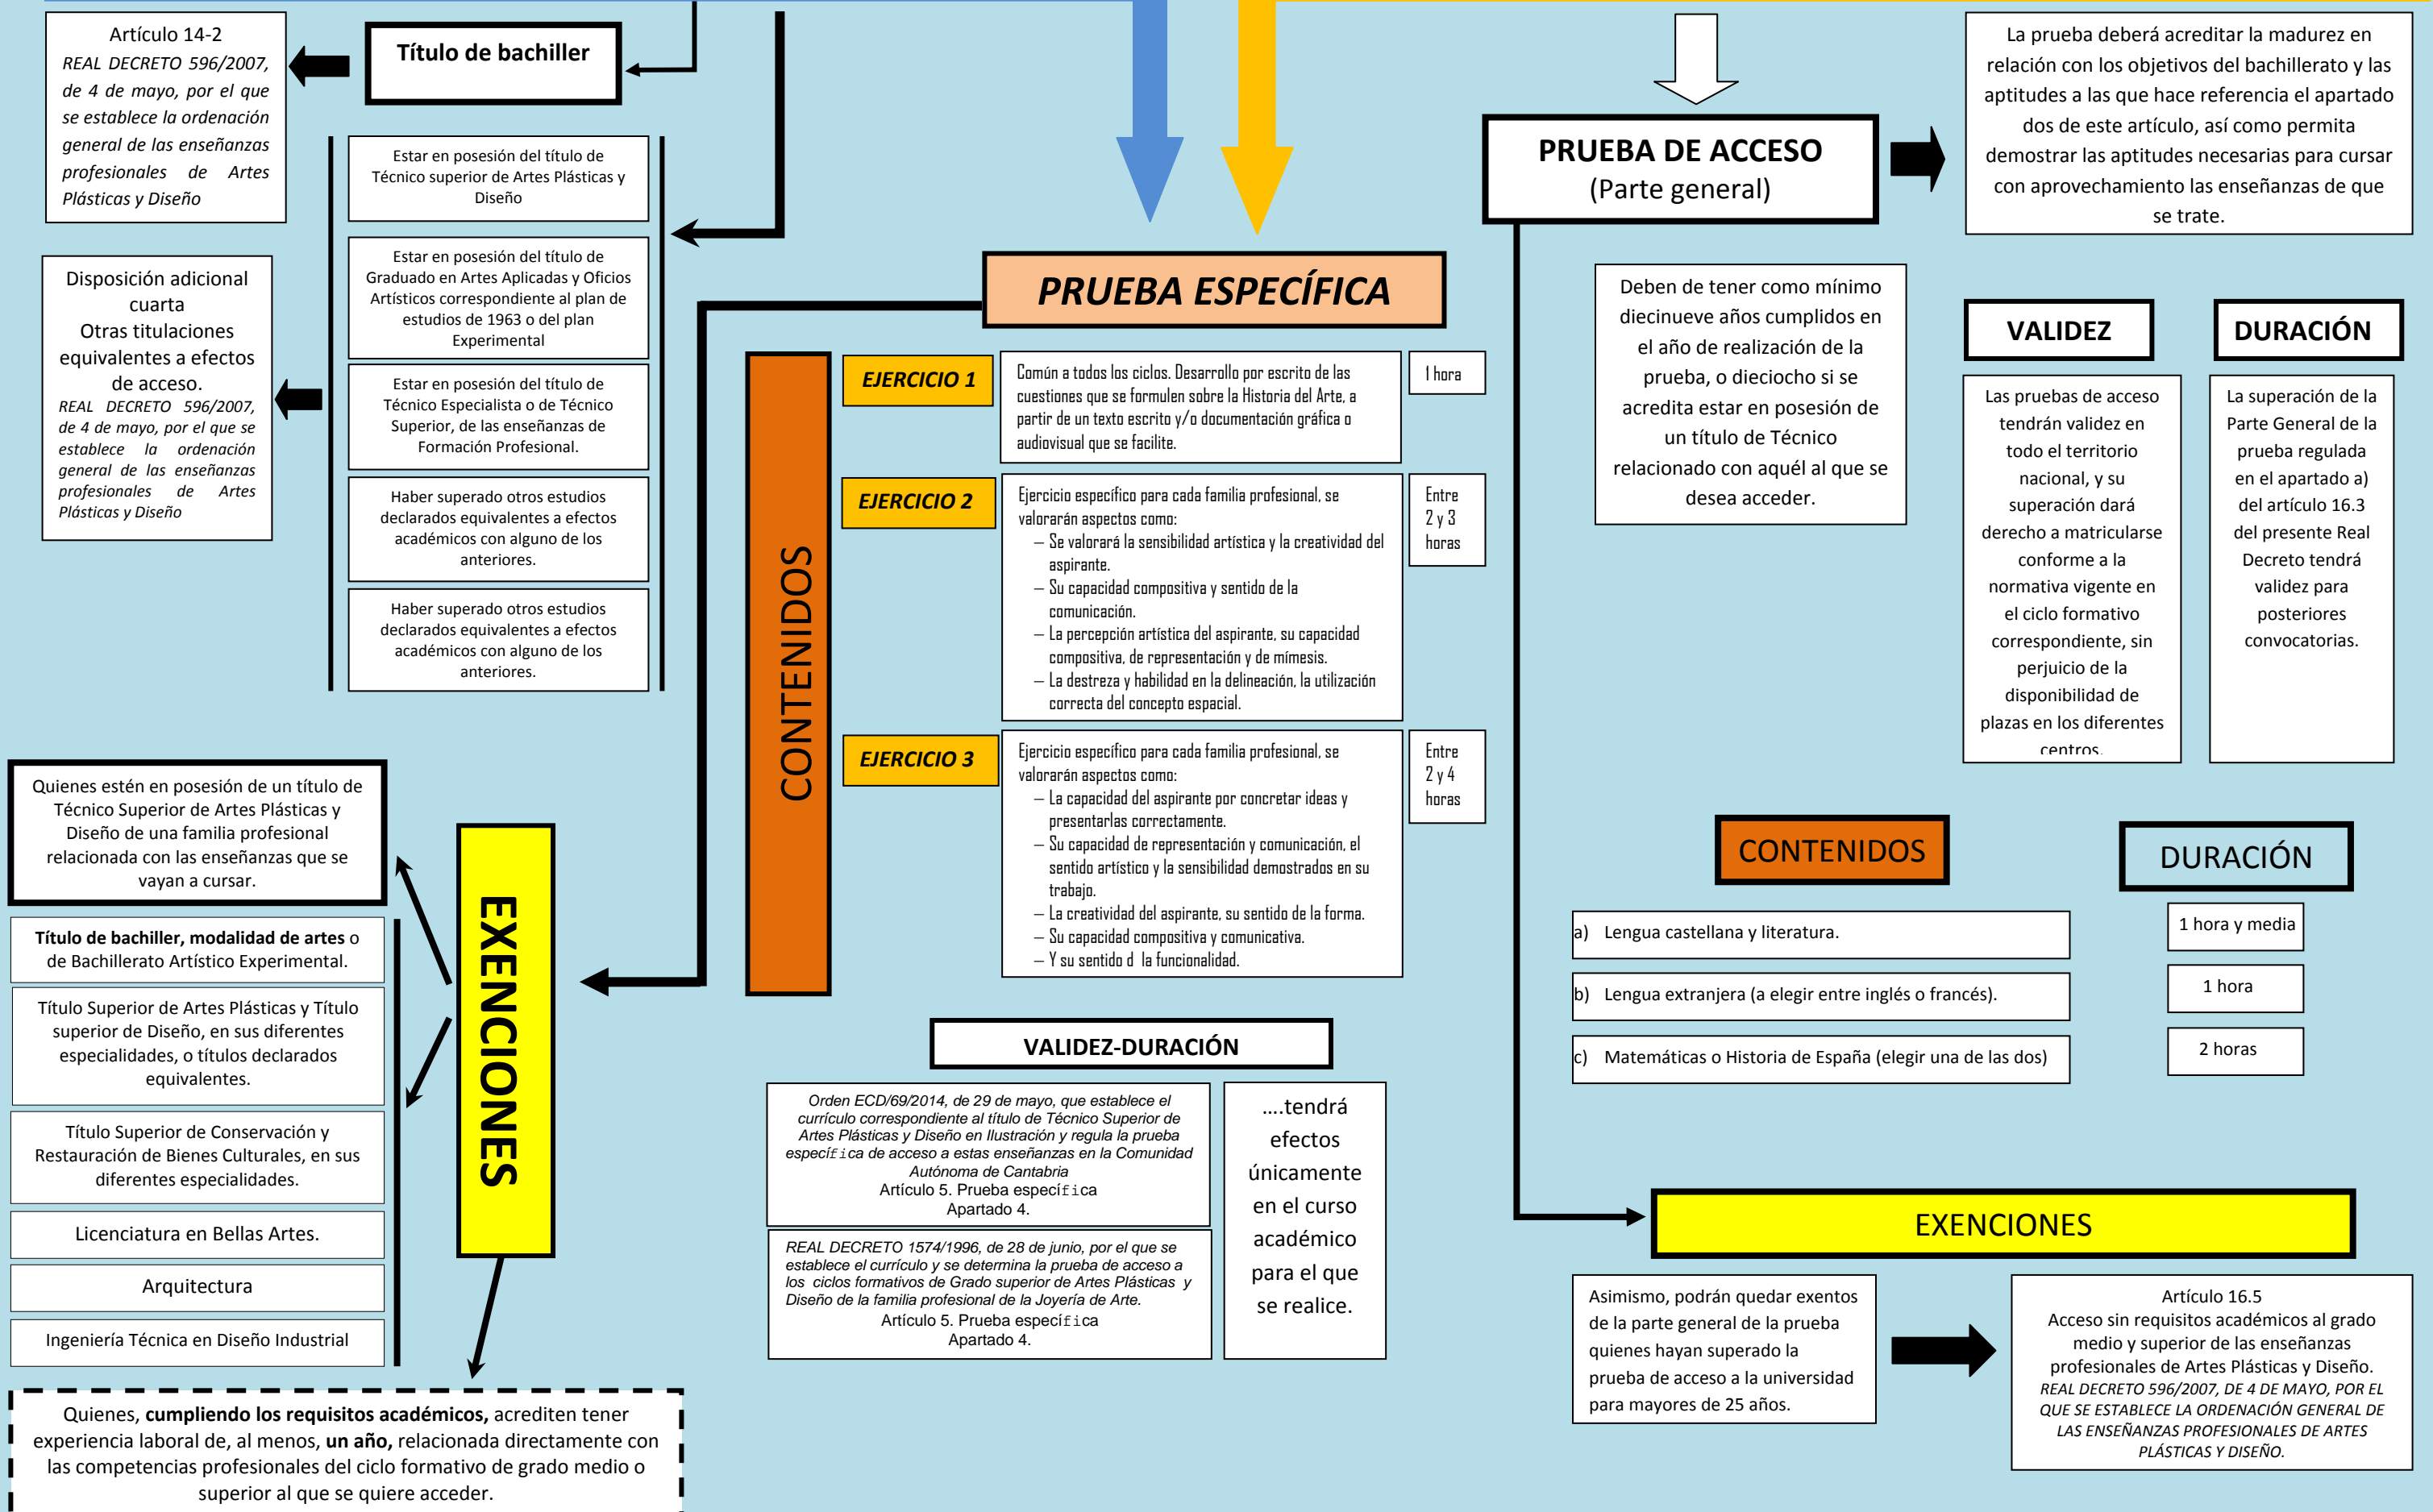 Artículo 14-2
REAL DECRETO 596/2007,
de 4 de mayo, por el que
se establece la ordenación
general de las enseñanzas
profesionales de Artes
Plásticas y Diseño
Título de bachiller
Estar en posesión del título de
Técnico superior de Artes Plásticas y
Diseño
Estar en posesión del título de
Graduado en Artes Aplicadas y Oficios
Artísticos correspondiente al plan de
estudios de 1963 o del plan
Experimental
Estar en posesión del título de
Técnico Especialista o de Técnico
Superior, de las enseñanzas de
Formación Profesional.
Haber superado otros estudios
declarados equivalentes a efectos
académicos con alguno de los
anteriores.
Haber superado otros estudios
declarados equivalentes a efectos
académicos con alguno de los
anteriores.
Disposición adicional
cuarta
Otras titulaciones
equivalentes a efectos
de acceso.
REAL DECRETO 596/2007,
de 4 de mayo, por el que se
establece la ordenación
general de las enseñanzas
profesionales de Artes
Plásticas y Diseño
PRUEBA ESPECÍFICA
CONTENIDOS
EJERCICIO 1
Común a todos los ciclos. Desarrollo por escrito de las
cuestiones que se formulen sobre la Historia del Arte, a
partir de un texto escrito y/o documentación gráfica o
audiovisual que se facilite.
1 hora
EJERCICIO 2
Ejercicio específico para cada familia profesional, se
valorarán aspectos como:
– Se valorará la sensibilidad artística y la creatividad del
aspirante.
– Su capacidad compositiva y sentido de la
comunicación.
– La percepción artística del aspirante, su capacidad
compositiva, de representación y de mímesis.
– La destreza y habilidad en la delineación, la utilización
correcta del concepto espacial.
Entre
2 y 3
horas
EJERCICIO 3
Ejercicio específico para cada familia profesional, se
valorarán aspectos como:
– La capacidad del aspirante por concretar ideas y
presentarlas correctamente.
– Su capacidad de representación y comunicación, el
sentido artístico y la sensibilidad demostrados en su
trabajo.
– La creatividad del aspirante, su sentido de la forma.
– Su capacidad compositiva y comunicativa.
– Y su sentido d la funcionalidad.
Entre
2 y 4
horas
VALIDEZ-DURACIÓN
Orden ECD/69/2014, de 29 de mayo, que establece el
currículo correspondiente al título de Técnico Superior de
Artes Plásticas y Diseño en Ilustración y regula la prueba
específica de acceso a estas enseñanzas en la Comunidad
Autónoma de Cantabria
Artículo 5. Prueba específica
Apartado 4.
REAL DECRETO 1574/1996, de 28 de junio, por el que se
establece el currículo y se determina la prueba de acceso a
los ciclos formativos de Grado superior de Artes Plásticas y
Diseño de la familia profesional de la Joyería de Arte.
Artículo 5. Prueba específica
Apartado 4.
....tendrá
efectos
únicamente
en el curso
académico
para el que
se realice.
EXENCIONES
Quienes estén en posesión de un título de
Técnico Superior de Artes Plásticas y
Diseño de una familia profesional
relacionada con las enseñanzas que se
vayan a cursar.
Título de bachiller, modalidad de artes o
de Bachillerato Artístico Experimental.
Título Superior de Artes Plásticas y Título
superior de Diseño, en sus diferentes
especialidades, o títulos declarados
equivalentes.
Título Superior de Conservación y
Restauración de Bienes Culturales, en sus
diferentes especialidades.
Licenciatura en Bellas Artes.
Arquitectura
Ingeniería Técnica en Diseño Industrial
Quienes, cumpliendo los requisitos académicos, acrediten tener
experiencia laboral de, al menos, un año, relacionada directamente con
las competencias profesionales del ciclo formativo de grado medio o
superior al que se quiere acceder.
PRUEBA DE ACCESO
(Parte general)
La prueba deberá acreditar la madurez en
relación con los objetivos del bachillerato y las
aptitudes a las que hace referencia el apartado
dos de este artículo, así como permita
demostrar las aptitudes necesarias para cursar
con aprovechamiento las enseñanzas de que
se trate.
Deben de tener como mínimo
diecinueve años cumplidos en
el año de realización de la
prueba, o dieciocho si se
acredita estar en posesión de
un título de Técnico
relacionado con aquél al que se
desea acceder.
VALIDEZ
Las pruebas de acceso
tendrán validez en
todo el territorio
nacional, y su
superación dará
derecho a matricularse
conforme a la
normativa vigente en
el ciclo formativo
correspondiente, sin
perjuicio de la
disponibilidad de
plazas en los diferentes
centros.
DURACIÓN
La superación de la
Parte General de la
prueba regulada
en el apartado a)
del artículo 16.3
del presente Real
Decreto tendrá
validez para
posteriores
convocatorias.
CONTENIDOS
DURACIÓN
a) Lengua castellana y literatura.
1 hora y media
b) Lengua extranjera (a elegir entre inglés o francés).
1 hora
c) Matemáticas o Historia de España (elegir una de las dos)
2 horas
EXENCIONES
Asimismo, podrán quedar exentos
de la parte general de la prueba
quienes hayan superado la
prueba de acceso a la universidad
para mayores de 25 años.
Artículo 16.5
Acceso sin requisitos académicos al grado
medio y superior de las enseñanzas
profesionales de Artes Plásticas y Diseño.
REAL DECRETO 596/2007, DE 4 DE MAYO, POR EL
QUE SE ESTABLECE LA ORDENACIÓN GENERAL DE
LAS ENSEÑANZAS PROFESIONALES DE ARTES
PLÁSTICAS Y DISEÑO.